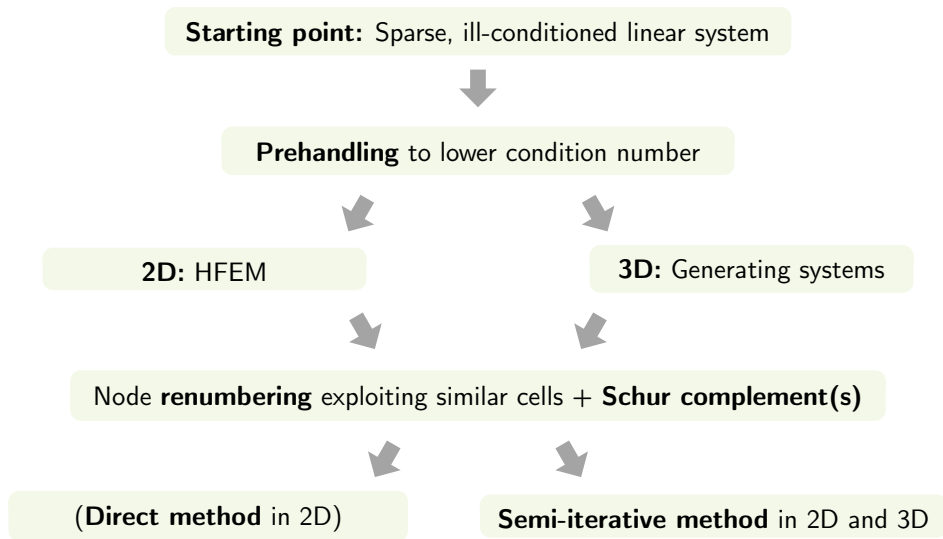 Starting point: Sparse, ill-conditioned linear system
Prehandling to lower condition number
2D: HFEM
3D: Generating systems
Node renumbering exploiting similar cells + Schur complement(s)
(Direct method in 2D)
Semi-iterative method in 2D and 3D